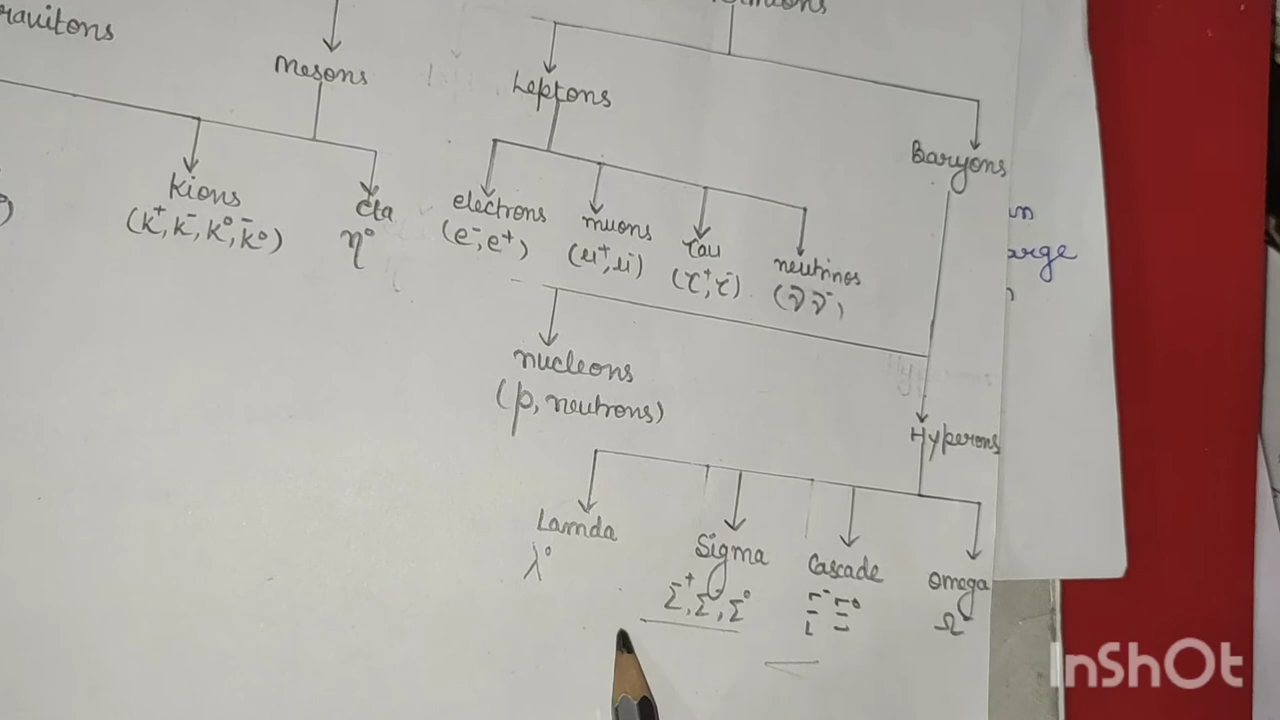 Mesons
Leptons
Baryons
Kions
(K⁺, K⁻, K⁰, K̄⁰)
eta
η⁰
electrons
(e⁻, e⁺)
muons
(μ⁺, μ⁻)
tau
(τ⁺, τ⁻)
neutrinos
(ν̄ ν̄)
arge
nucleons
(p, neutrons)
Hyperons
Lamda
λ⁰
Sigma
Σ⁺, Σ⁻, Σ⁰
Cascade
Ξ⁻ Ξ⁰
Omega
Ω⁻
InShOt